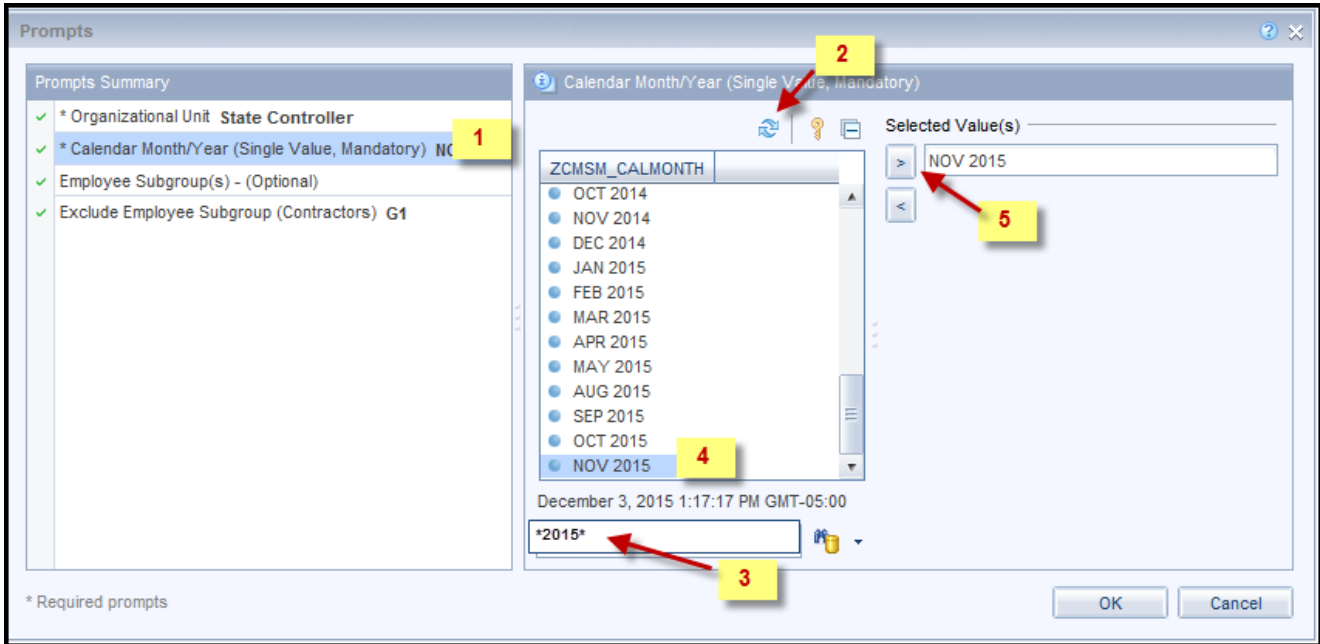 Prompts
2
Prompts Summary
Calendar Month/Year (Single Value, Mandatory)
* Organizational Unit State Controller
1
* Calendar Month/Year (Single Value, Mandatory)
Employee Subgroup(s) - (Optional)
Exclude Employee Subgroup (Contractors) G1
Selected Value(s)
ZCMSM_CALMONTH
> NOV 2015
<
5
OCT 2014
NOV 2014
DEC 2014
JAN 2015
FEB 2015
MAR 2015
APR 2015
MAY 2015
AUG 2015
SEP 2015
OCT 2015
NOV 2015
4
December 3, 2015 1:17:17 PM GMT-05:00
*2015*
3
* Required prompts
OK
Cancel